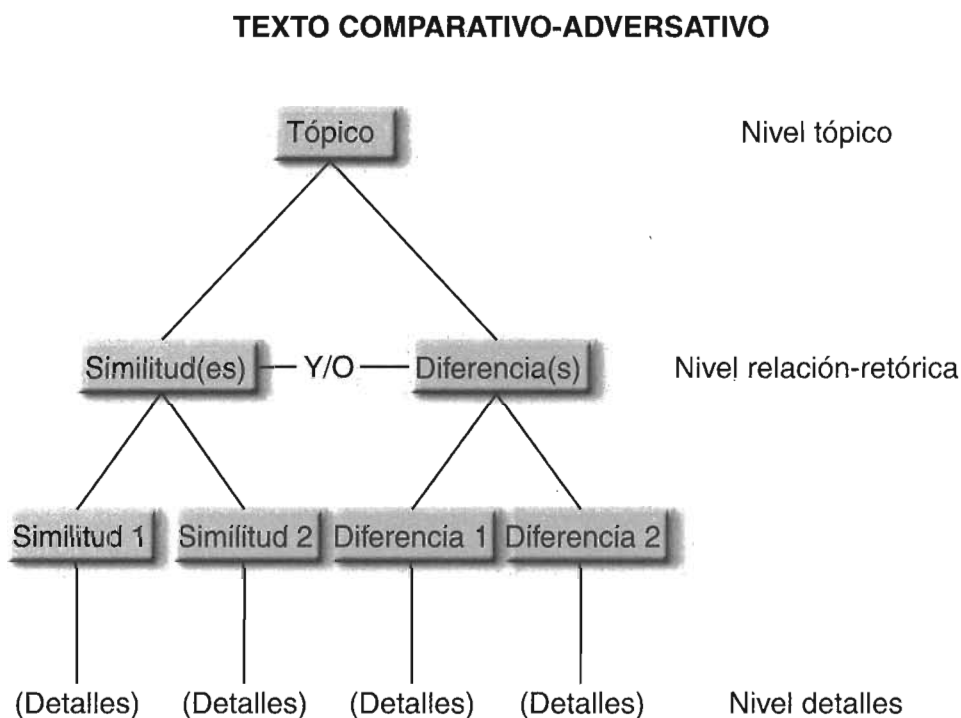 TEXTO COMPARATIVO-ADVERSATIVO
Tópico
Nivel tópico
Similitud(es)
Y/O
Diferencia(s)
Nivel relación-retórica
Similitud 1
Similitud 2
Diferencia 1
Diferencia 2
(Detalles)
(Detalles)
(Detalles)
(Detalles)
Nivel detalles